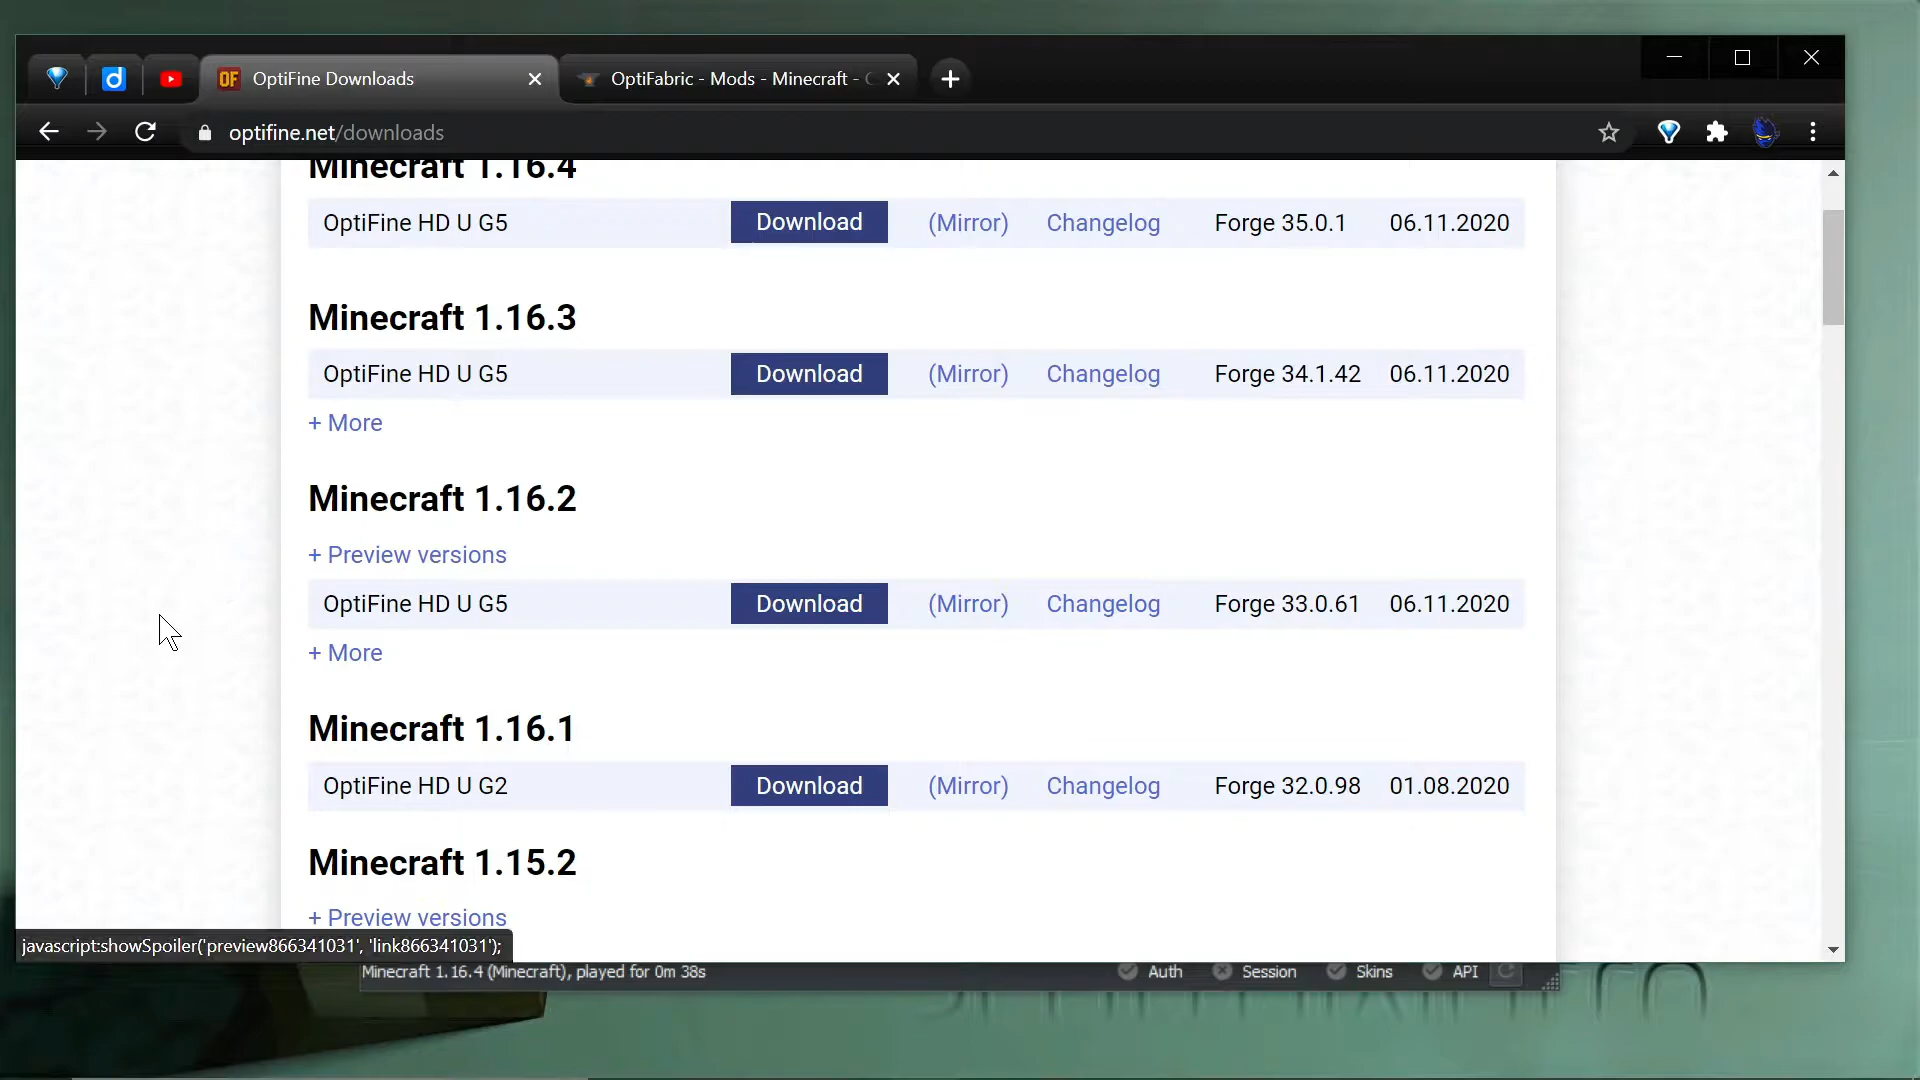 OF OptiFine Downloads
OptiFabric - Mods - Minecraft -
optifine.net/downloads
Minecraft 1.16.4
OptiFine HD U G5 Download (Mirror) Changelog Forge 35.0.1 06.11.2020
Minecraft 1.16.3
OptiFine HD U G5 Download (Mirror) Changelog Forge 34.1.42 06.11.2020
+ More
Minecraft 1.16.2
+ Preview versions
OptiFine HD U G5 Download (Mirror) Changelog Forge 33.0.61 06.11.2020
+ More
Minecraft 1.16.1
OptiFine HD U G2 Download (Mirror) Changelog Forge 32.0.98 01.08.2020
Minecraft 1.15.2
+ Preview versions
javascript:showSpoiler('preview866341031', 'link866341031');
Minecraft 1.16.4 (Minecraft), played for 0m 38s Auth Session Skins API